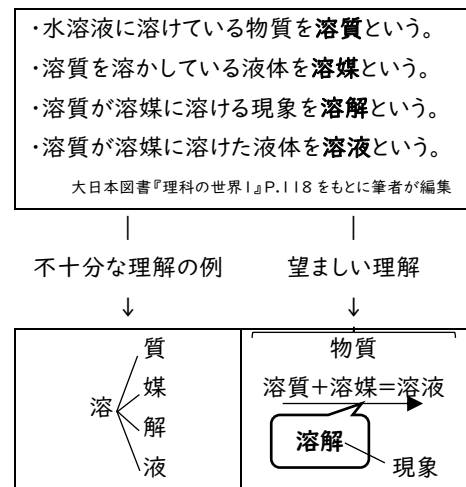 ・水溶液に溶けている物質を溶質という。
・溶質を溶かしている液体を溶媒という。
・溶質が溶媒に溶ける現象を溶解という。
・溶質が溶媒に溶けた液体を溶液という。
大日本図書『理科の世界1』P.118をもとに筆者が編集
不十分な理解の例
望ましい理解
↓
↓
溶
質
媒
解
液
物質
溶質+溶媒=溶液
溶解
現象